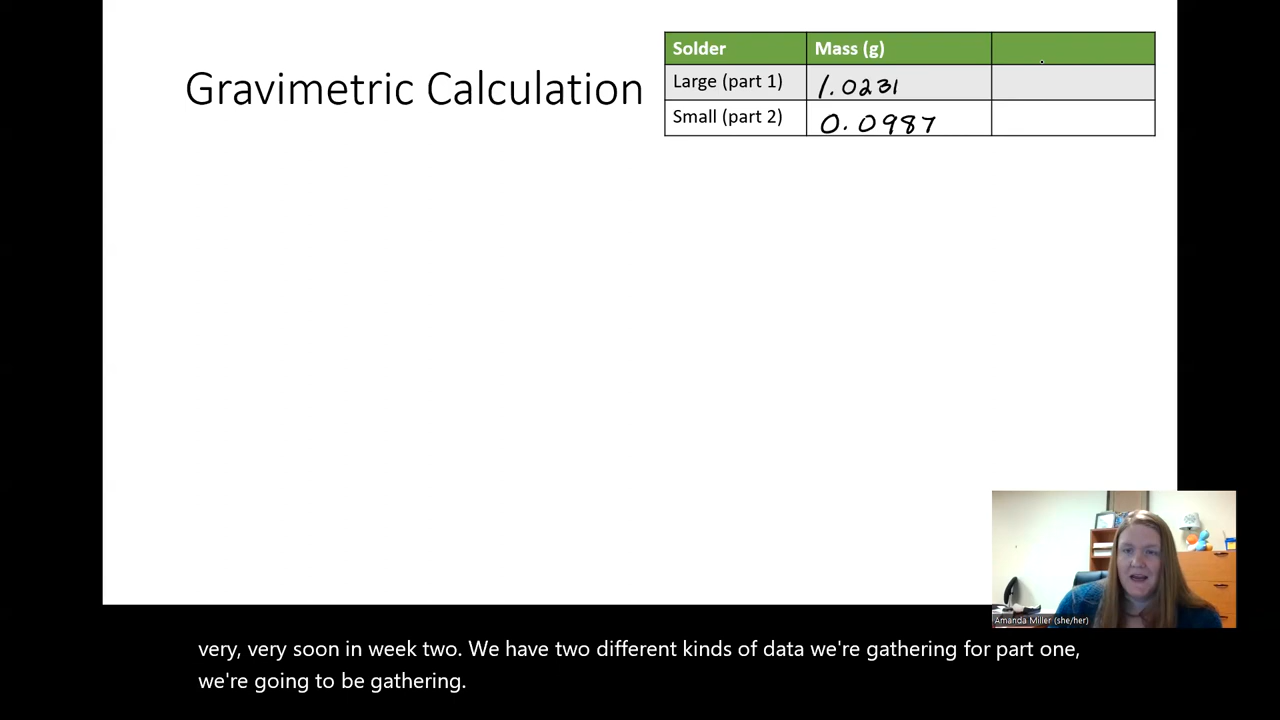 Gravimetric Calculation
Solder Mass (g)
Large (part 1) 1.0231
Small (part 2) 0.0987
Amanda Miller (she/her)
very, very soon in week two. We have two different kinds of data we're gathering for part one,
we're going to be gathering.